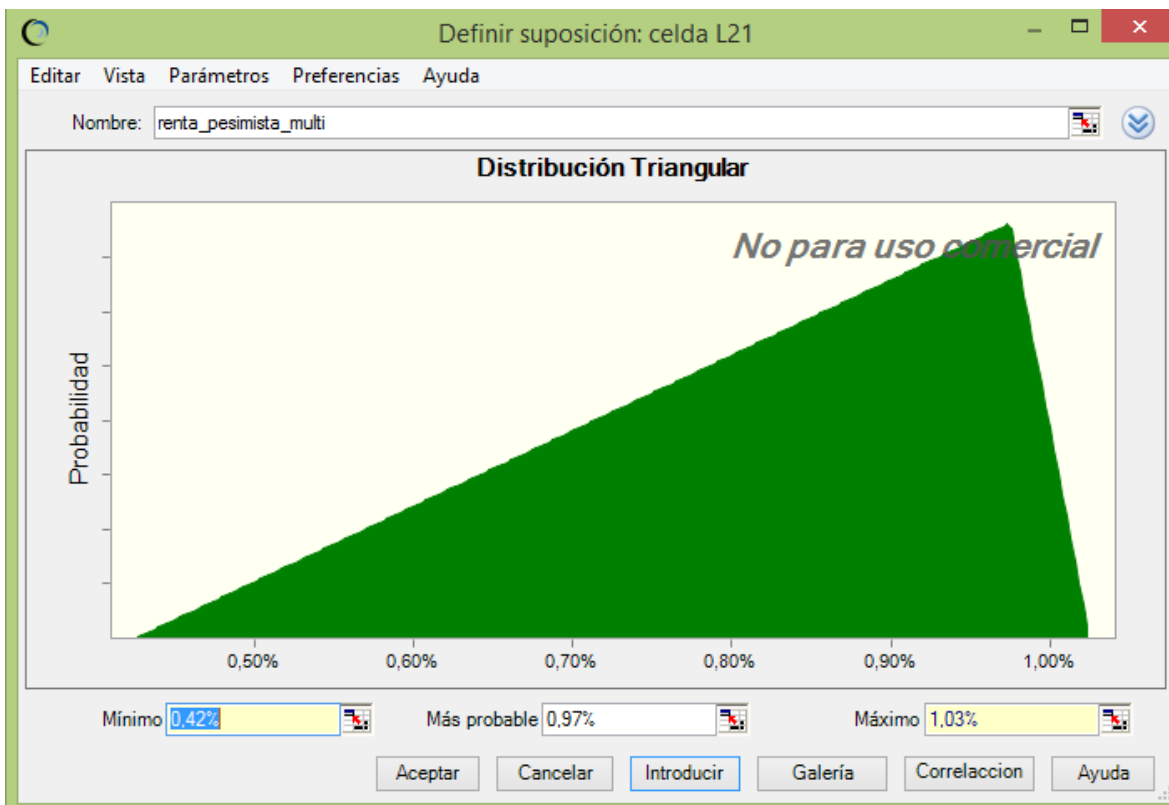 Definir suposición: celda L21
Editar Vista Parámetros Preferencias Ayuda
Nombre: renta_pesimista_multi
Distribución Triangular
No para uso comercial
Probabilidad
0,50% 0,60% 0,70% 0,80% 0,90% 1,00%
Mínimo 0,42% Más probable 0,97% Máximo 1,03%
Aceptar Cancelar Introducir Galería Correlaccion Ayuda